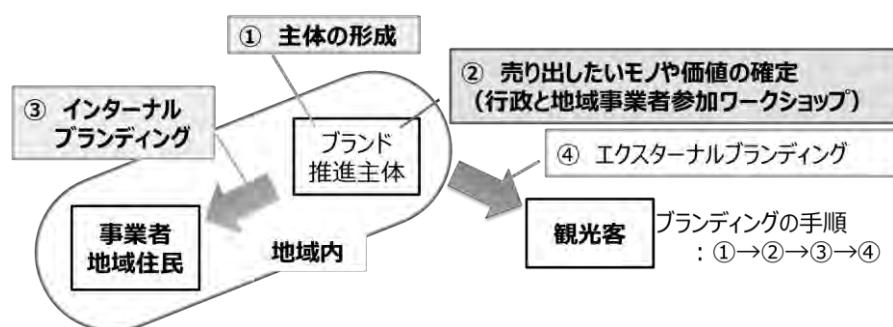 ① 主体の形成
② 売り出したいモノや価値の確定
（行政と地域事業者参加ワークショップ）
③ インターナル
ブランディング
ブランド
推進主体
④ エクスターナルブランディング
事業者
地域住民
地域内
観光客
ブランディングの手順
：①→②→③→④